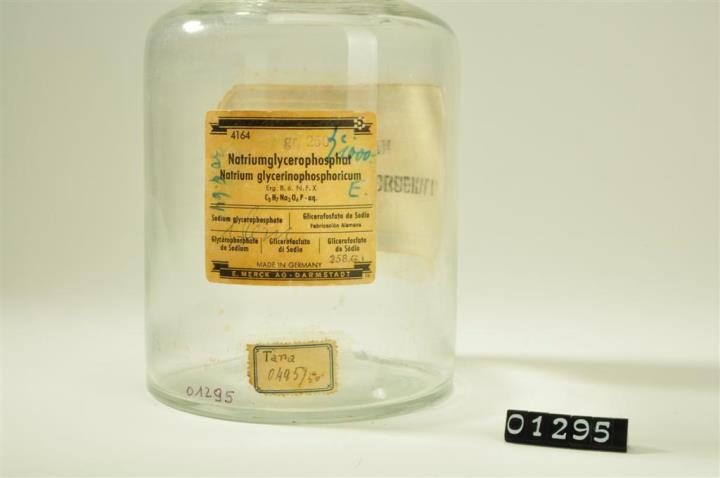 4164
gr. 250
1000
Natriumglycerophosphat
Natrium glycerinophosphoricum
E.
Erg. B. 6. N. F. X
C3H7Na2O6P·aq.
Sodium glycerophosphate
Glicerofosfato de Sodio
Fabricación Alemana
Glycérophosphate de Sodium
Glicerofosfato di Sodio
Glicerofosfato de Sódio
MADE IN GERMANY
E. MERCK AG·DARMSTADT
Tara
01295
01295